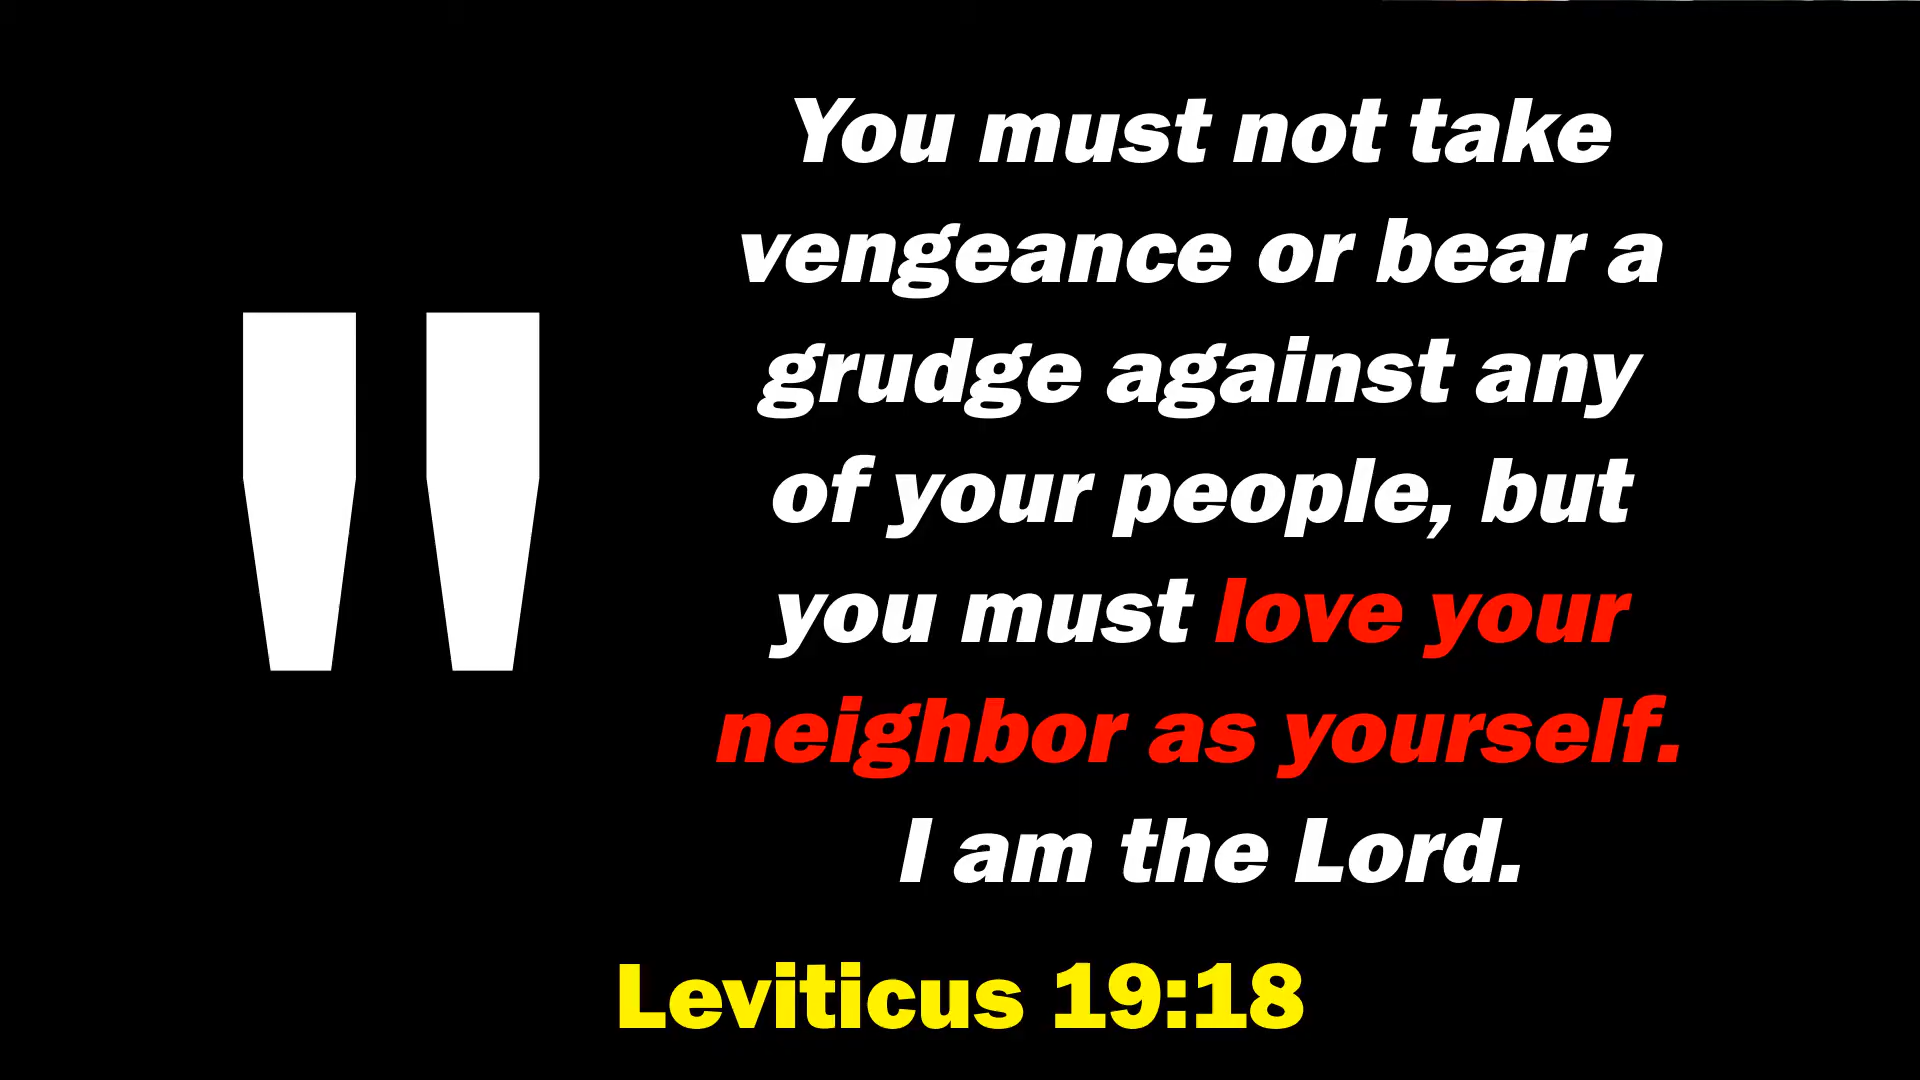 "
You must not take
vengeance or bear a
grudge against any
of your people, but
you must love your
neighbor as yourself.
I am the Lord.
Leviticus 19:18